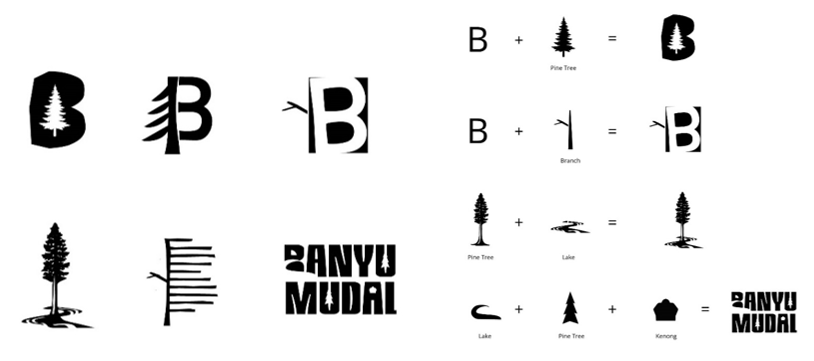 B
B
B
BANYU
MUDAL
B + =
Pine Tree
B
B + =
Branch
B
+ =
Pine Tree Lake
+ + =
Lake Pine Tree Kenong
BANYU
MUDAL